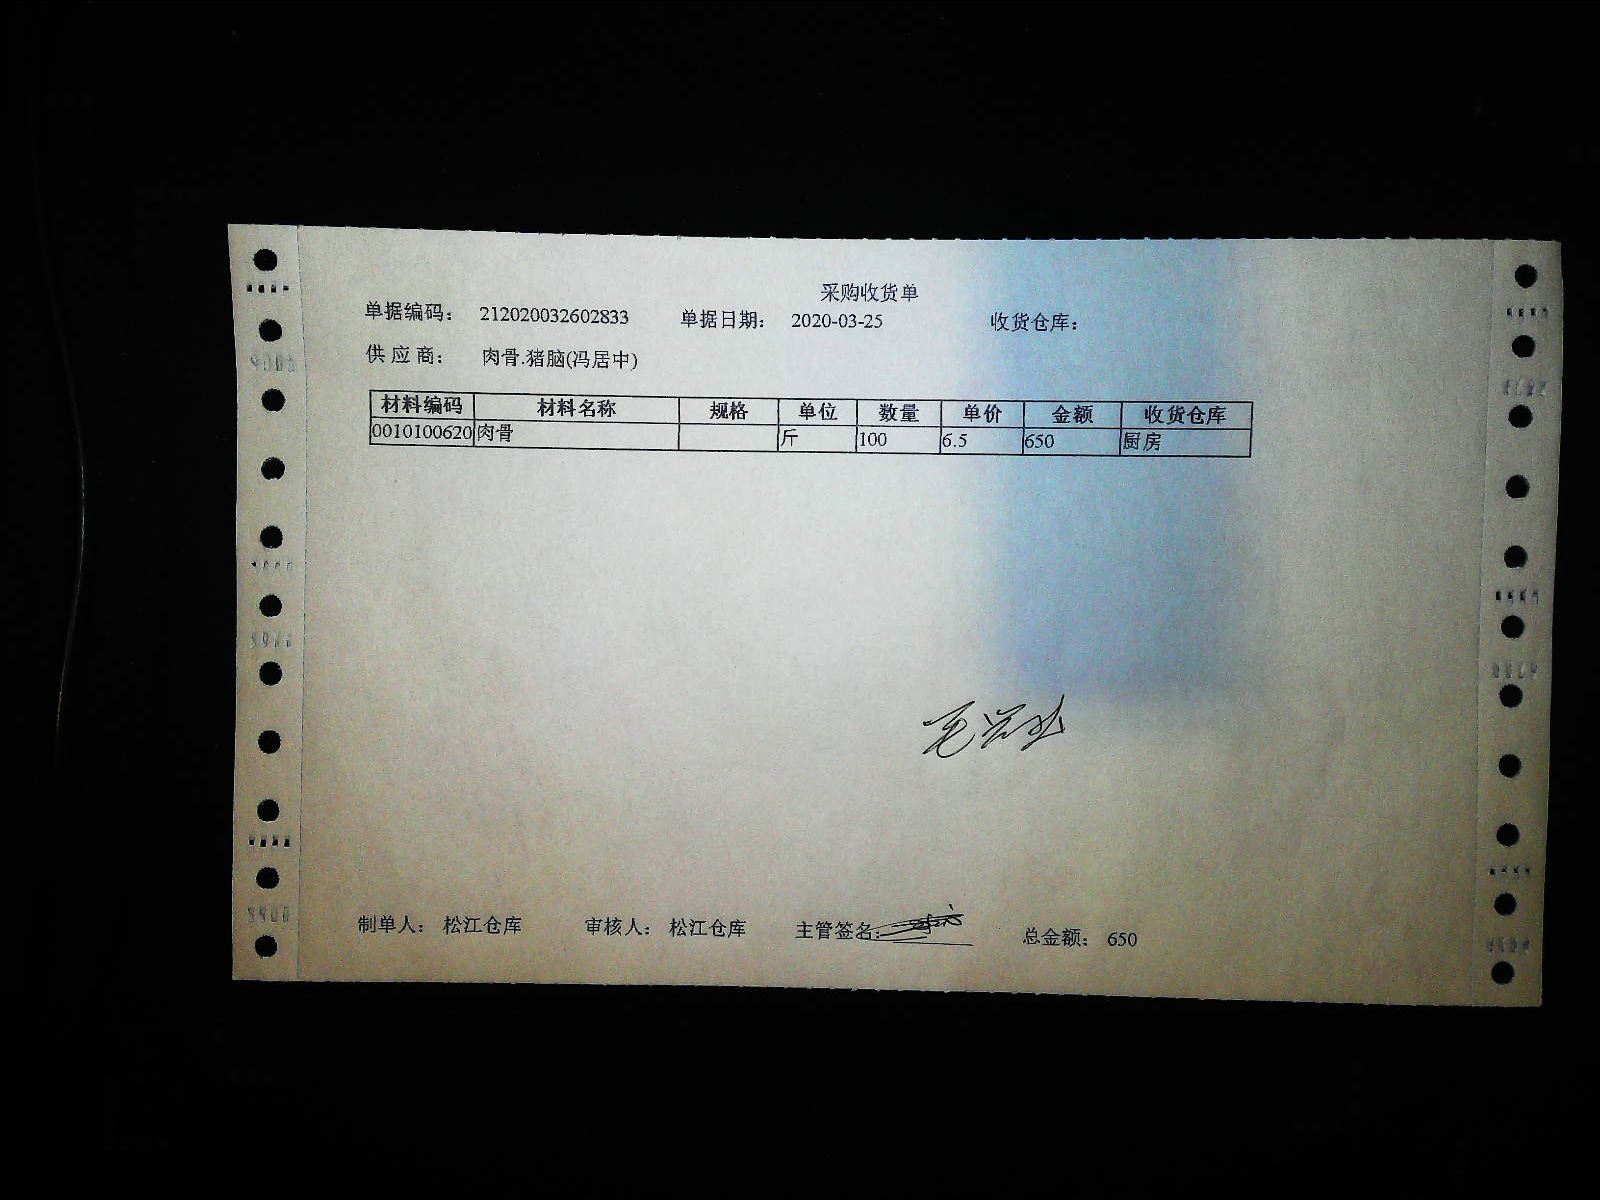 采购收货单
单据编码： 212020032602833 单据日期： 2020-03-25 收货仓库：
供 应 商： 肉骨.猪脑(冯居中)
材料编码 材料名称 规格 单位 数量 单价 金额 收货仓库
0010100620 肉骨 斤 100 6.5 650 厨房
制单人： 松江仓库 审核人： 松江仓库 主管签名： 总金额： 650